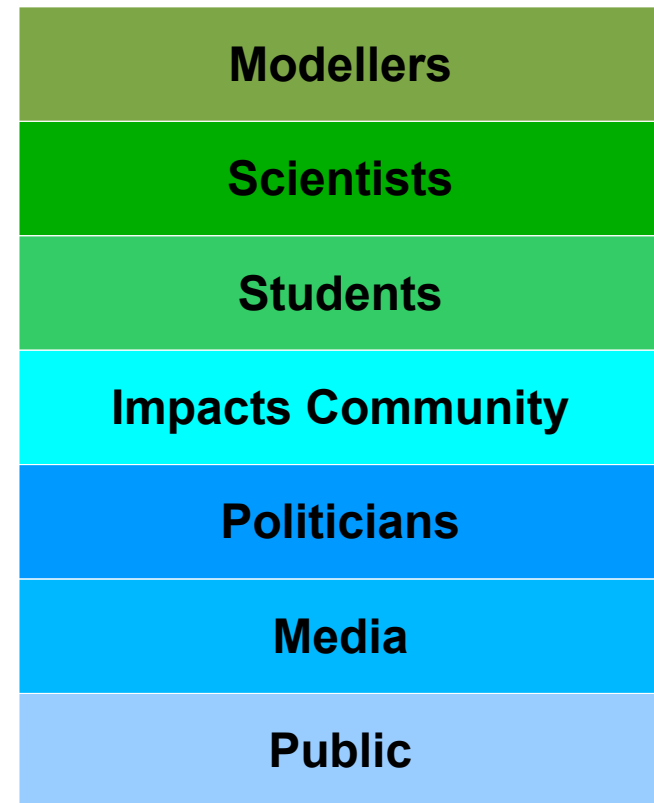 Modellers
Scientists
Students
Impacts Community
Politicians
Media
Public